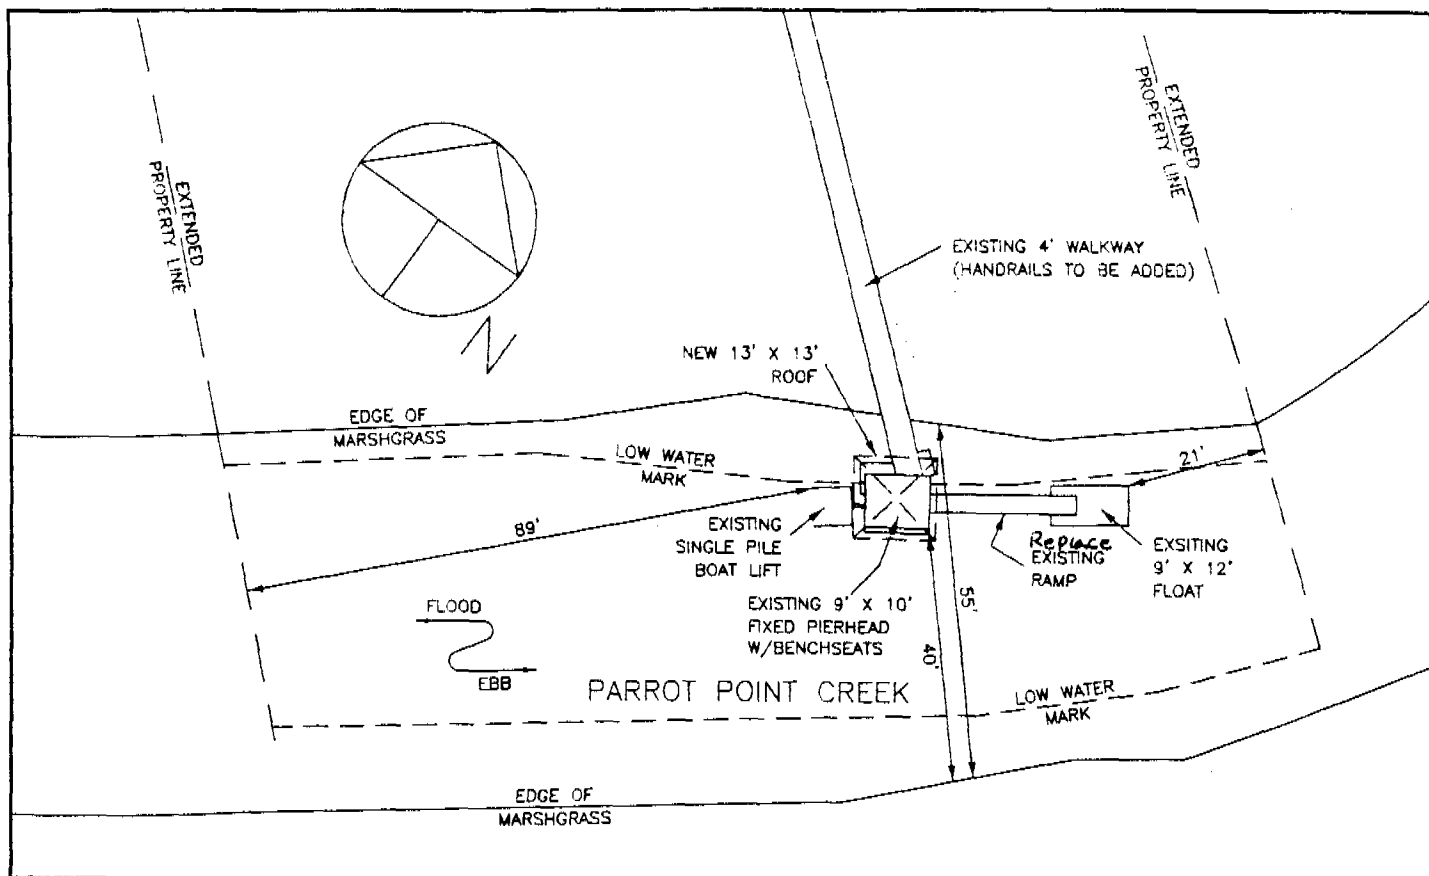 EXTENDED
PROPERTY LINE
EXTENDED
PROPERTY LINE
EXISTING 4' WALKWAY
(HANDRAILS TO BE ADDED)
N
NEW 13' X 13'
ROOF
EDGE OF
MARSHGRASS
LOW WATER
MARK
21'
89'
EXISTING
SINGLE PILE
BOAT LIFT
Replace
EXISTING
RAMP
EXSITING
9' X 12'
FLOAT
EXISTING 9' X 10'
FIXED PIERHEAD
W/BENCHSEATS
55'
40'
FLOOD
EBB
PARROT POINT CREEK
LOW WATER
MARK
EDGE OF
MARSHGRASS